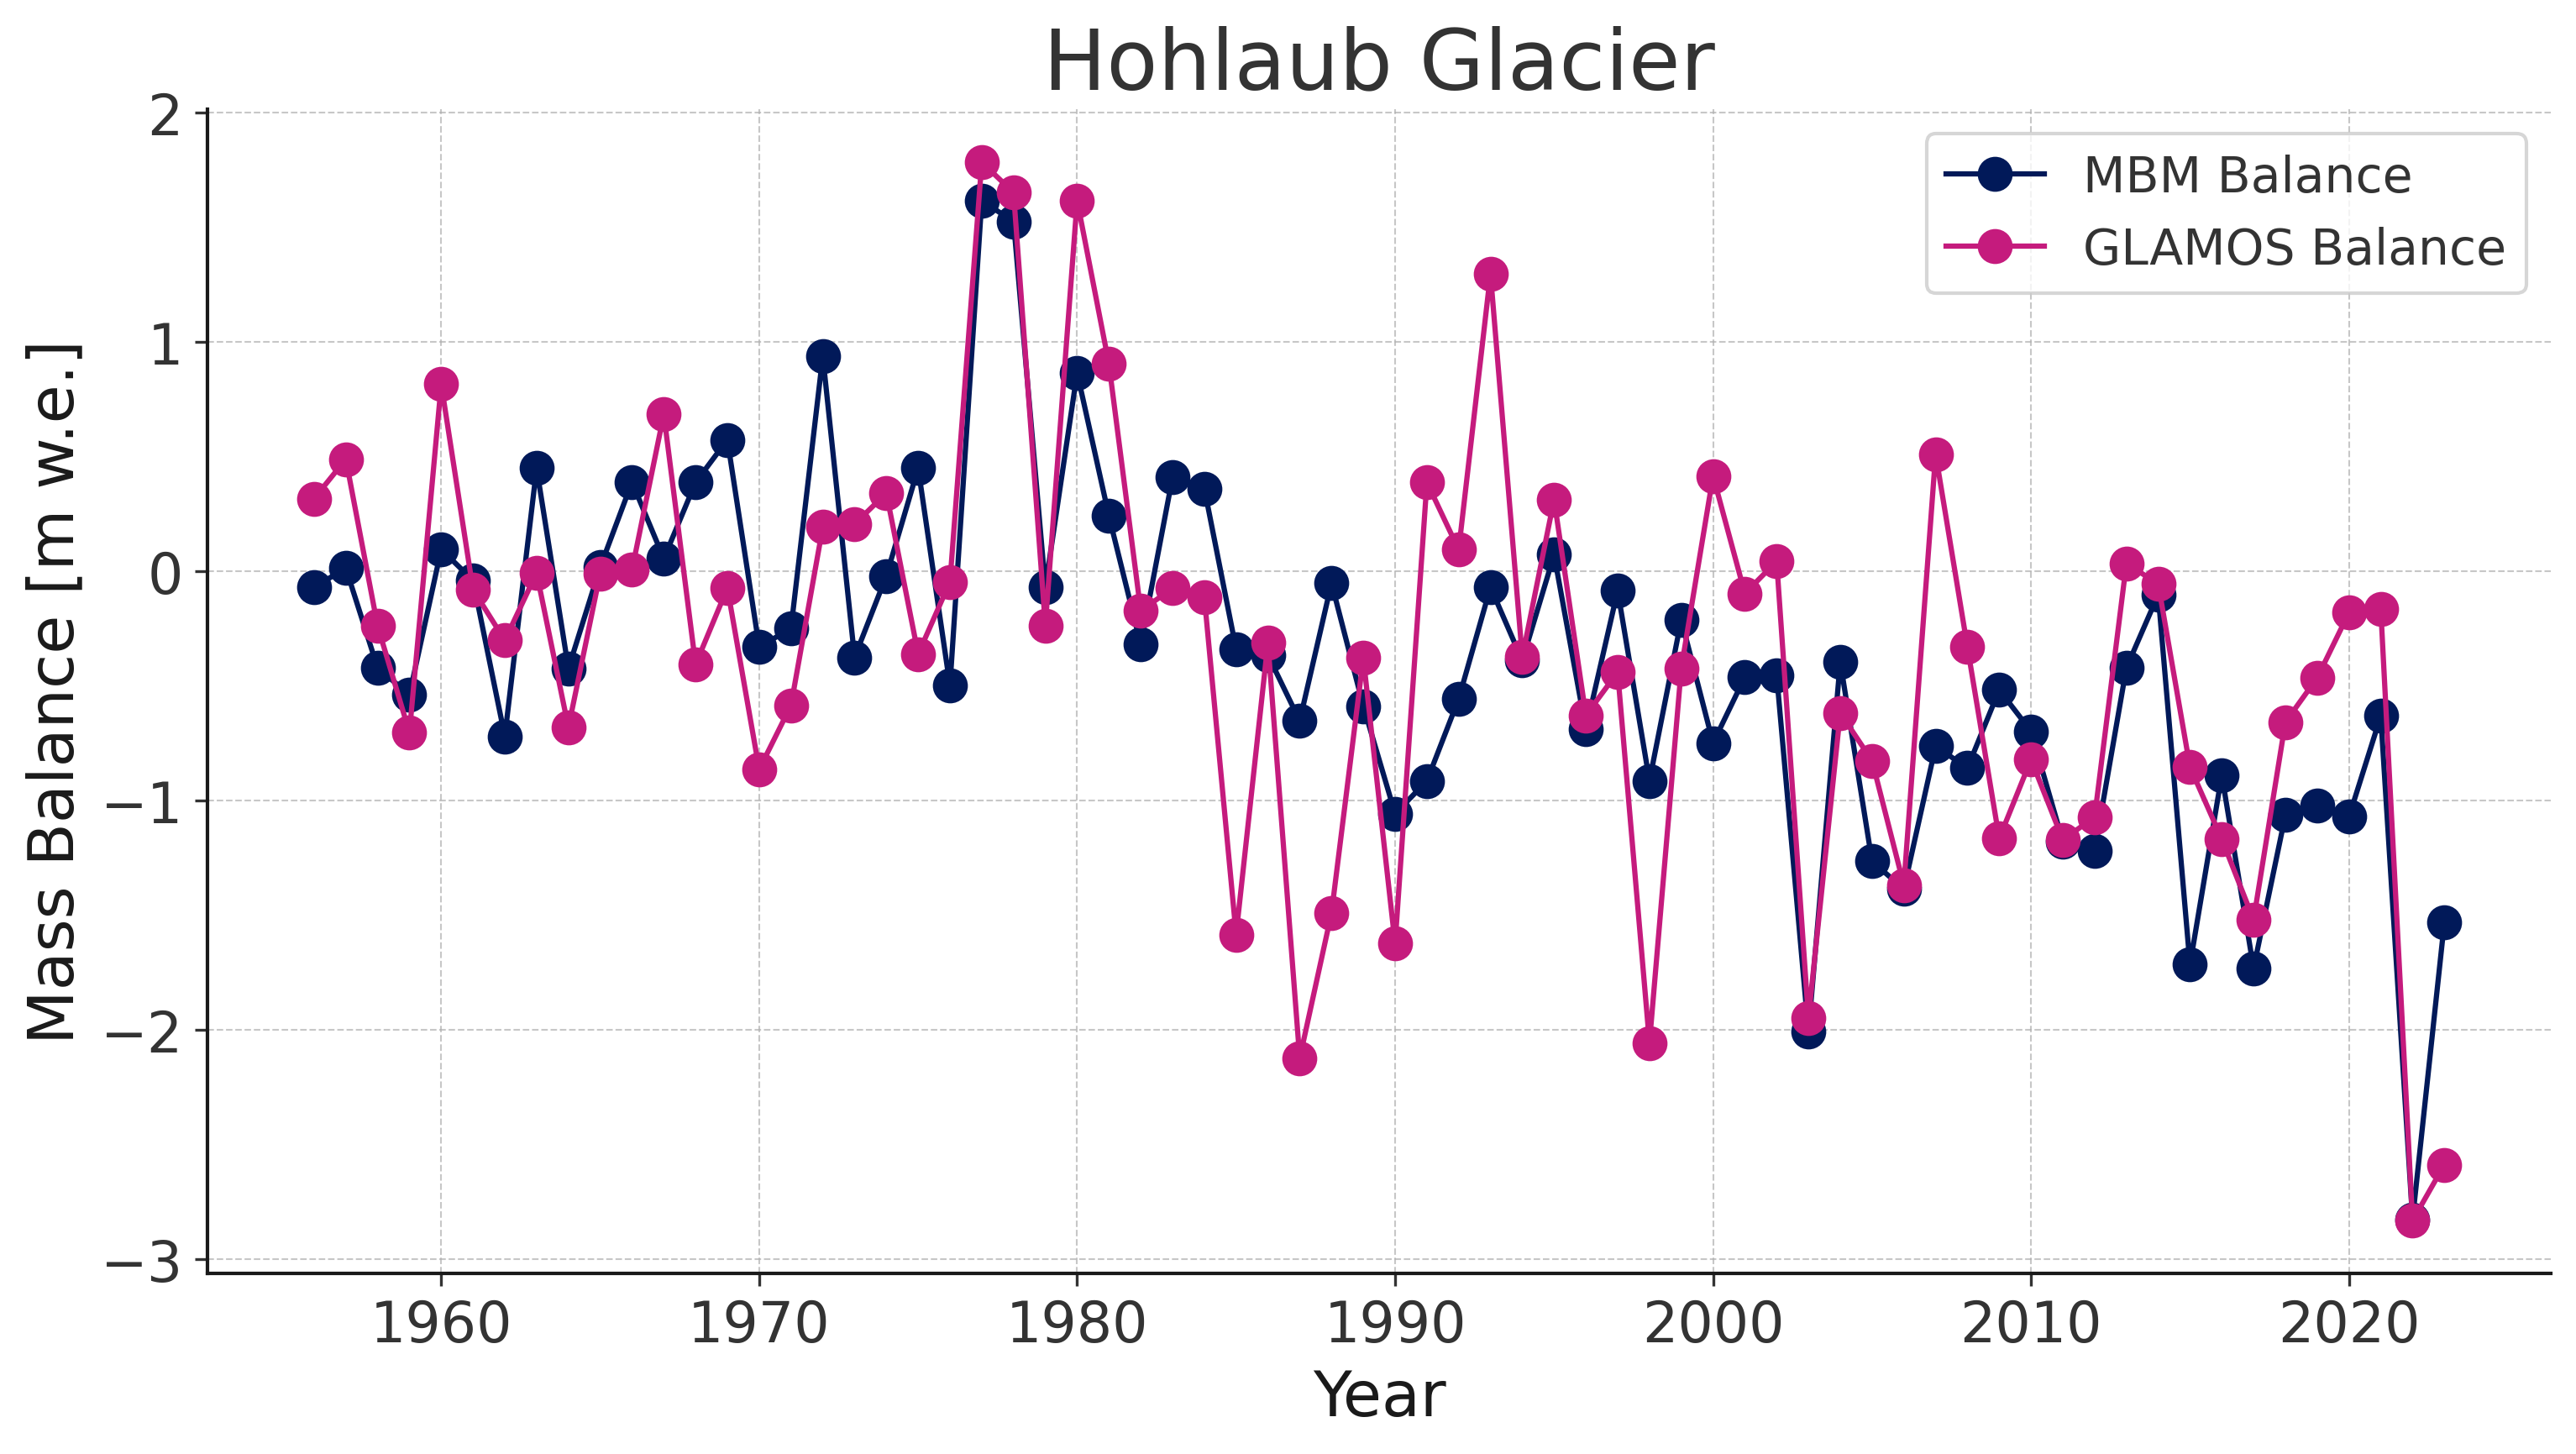 Hohlaub Glacier
MBM Balance
GLAMOS Balance
Mass Balance [m w.e.]
2
1
0
−1
−2
−3
1960 1970 1980 1990 2000 2010 2020
Year